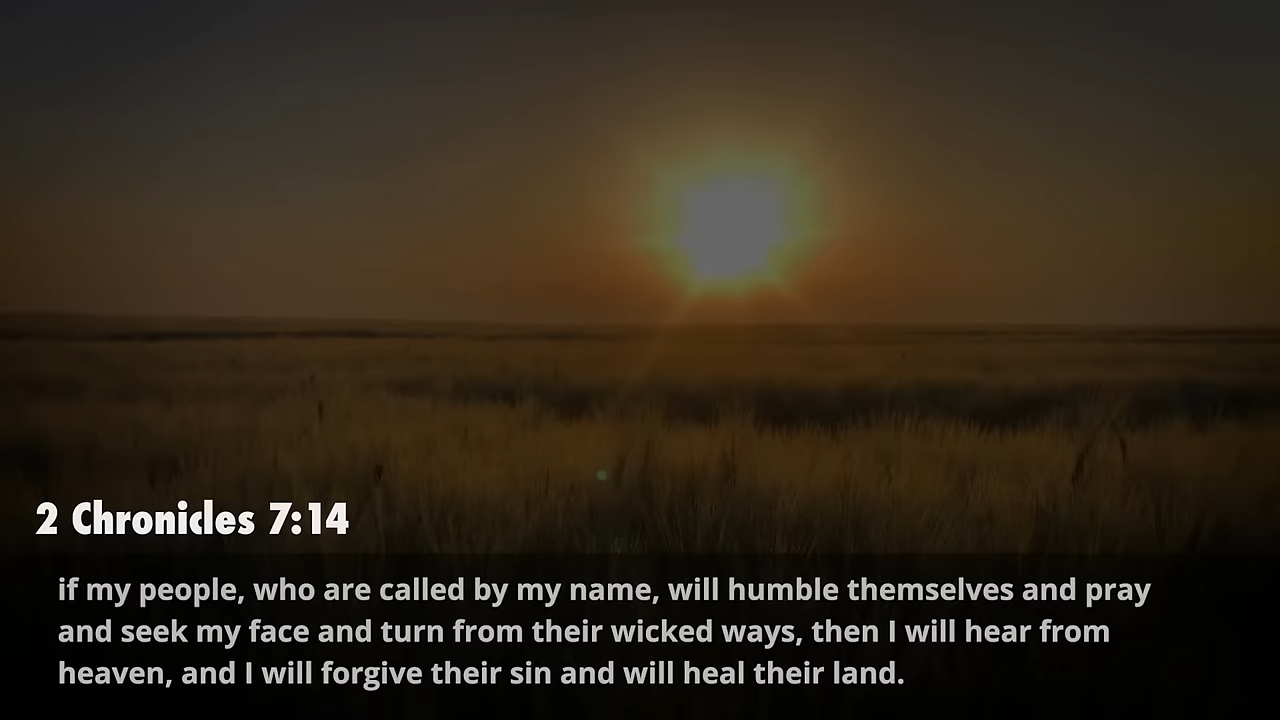 2 Chronicles 7:14
if my people, who are called by my name, will humble themselves and pray
and seek my face and turn from their wicked ways, then I will hear from
heaven, and I will forgive their sin and will heal their land.